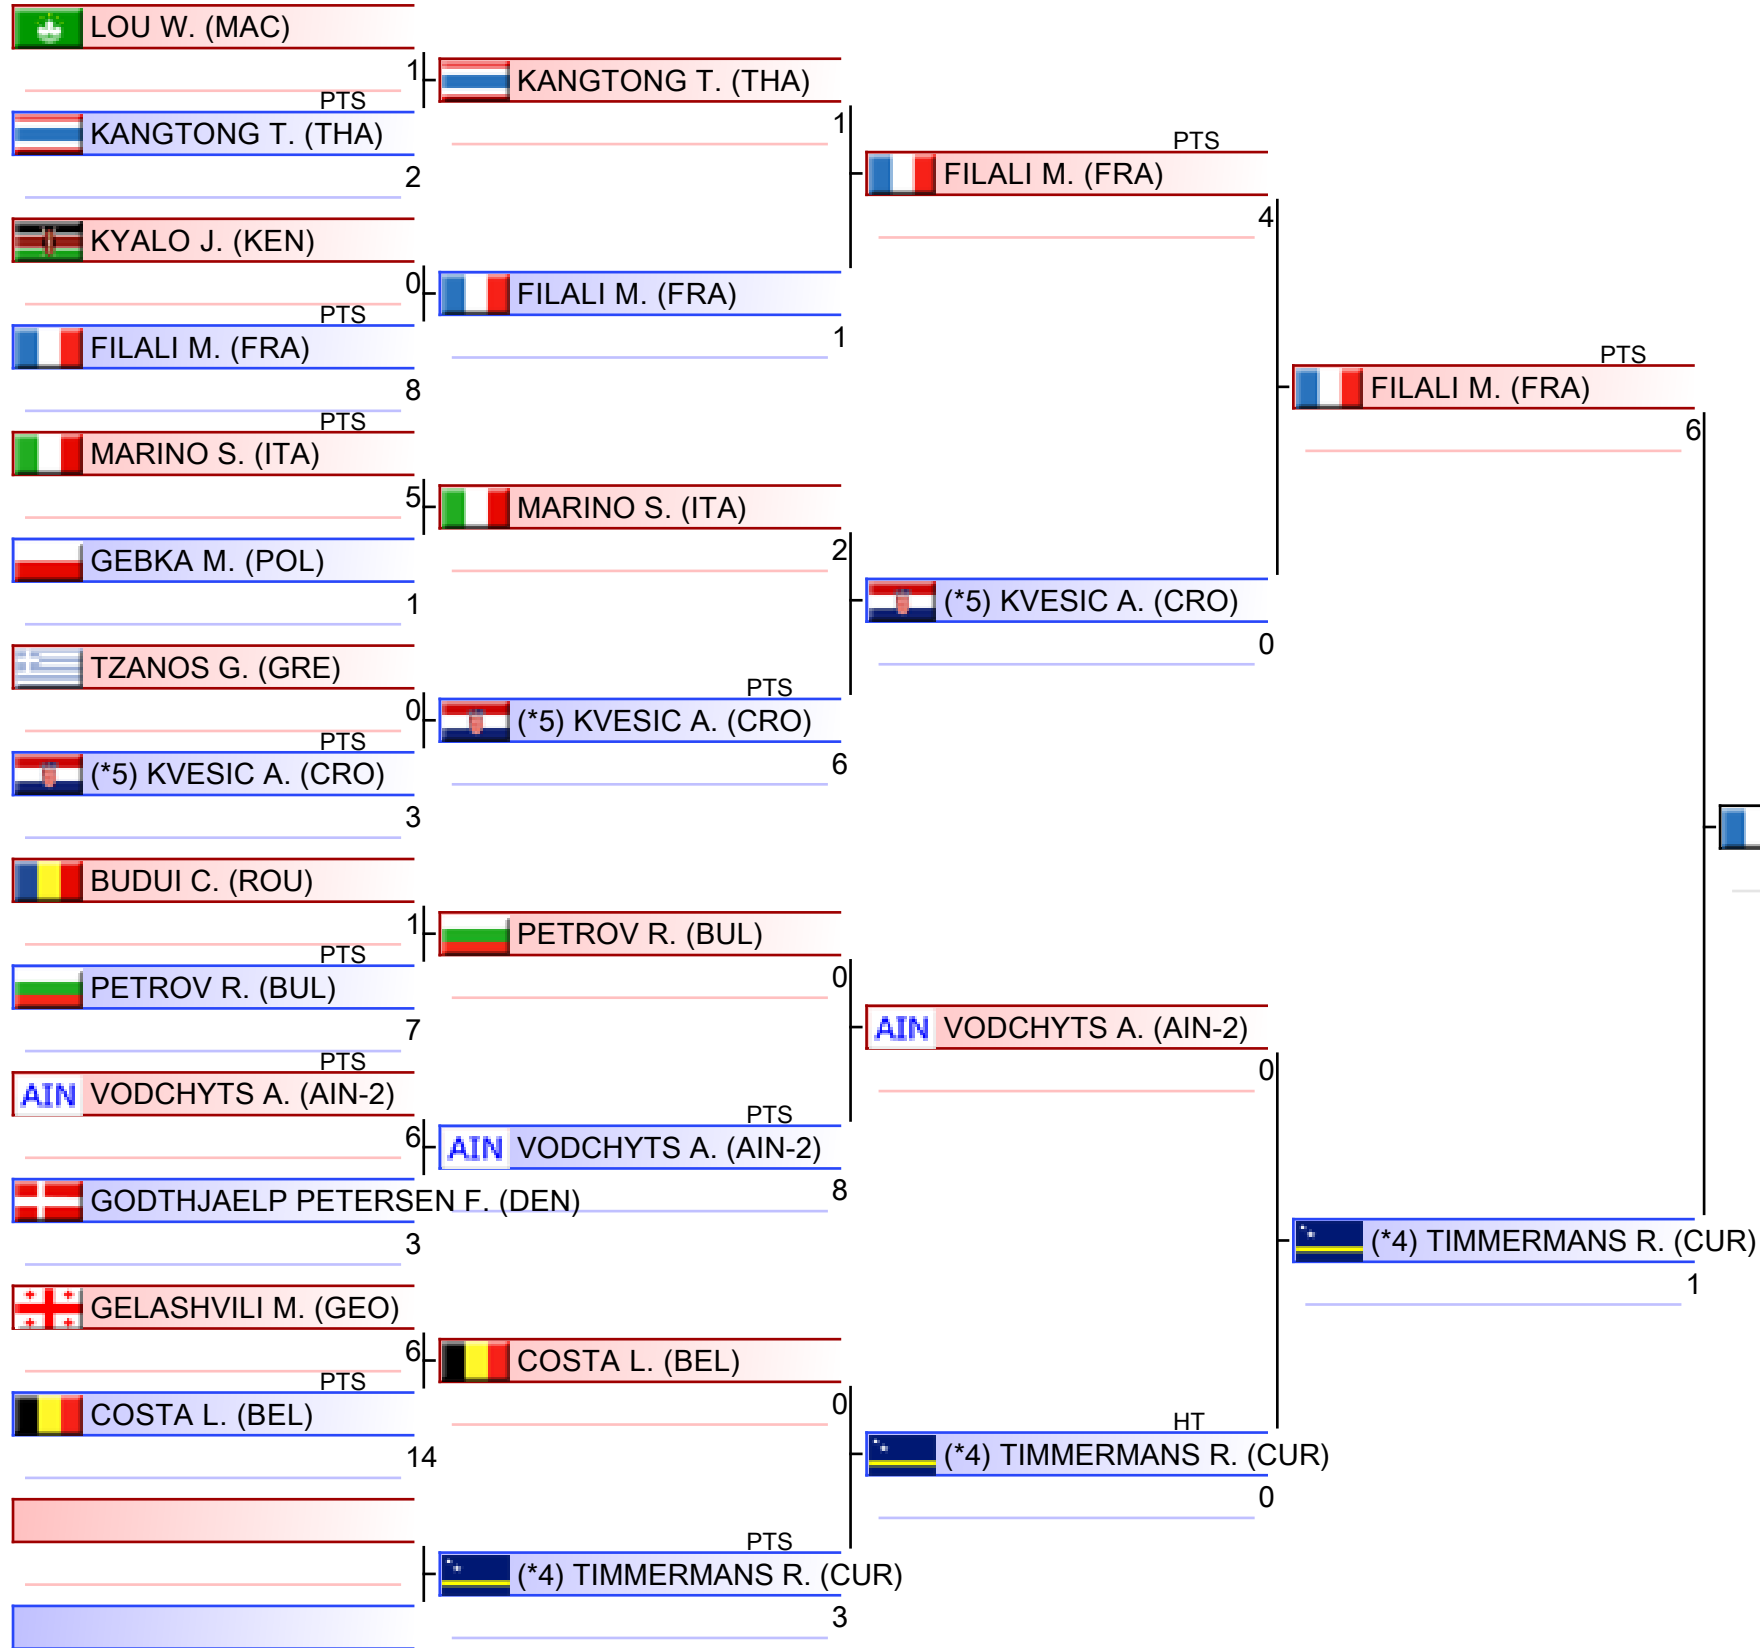 LOU W. (MAC)
1
PTS
KANGTONG T. (THA)
2
KYALO J. (KEN)
0
PTS
FILALI M. (FRA)
8
PTS
MARINO S. (ITA)
5
GEBKA M. (POL)
1
TZANOS G. (GRE)
0
PTS
(*5) KVESIC A. (CRO)
3
BUDUI C. (ROU)
1
PTS
PETROV R. (BUL)
7
PTS
AIN VODCHYTS A. (AIN-2)
6
GODTHJAELP PETERSEN F. (DEN)
3
GELASHVILI M. (GEO)
6
PTS
COSTA L. (BEL)
14
KANGTONG T. (THA)
1
FILALI M. (FRA)
1
MARINO S. (ITA)
2
PTS
(*5) KVESIC A. (CRO)
6
PETROV R. (BUL)
0
PTS
AIN VODCHYTS A. (AIN-2)
8
COSTA L. (BEL)
0
PTS
(*4) TIMMERMANS R. (CUR)
3
PTS
FILALI M. (FRA)
4
(*5) KVESIC A. (CRO)
0
AIN VODCHYTS A. (AIN-2)
0
HT
(*4) TIMMERMANS R. (CUR)
0
PTS
FILALI M. (FRA)
6
(*4) TIMMERMANS R. (CUR)
1